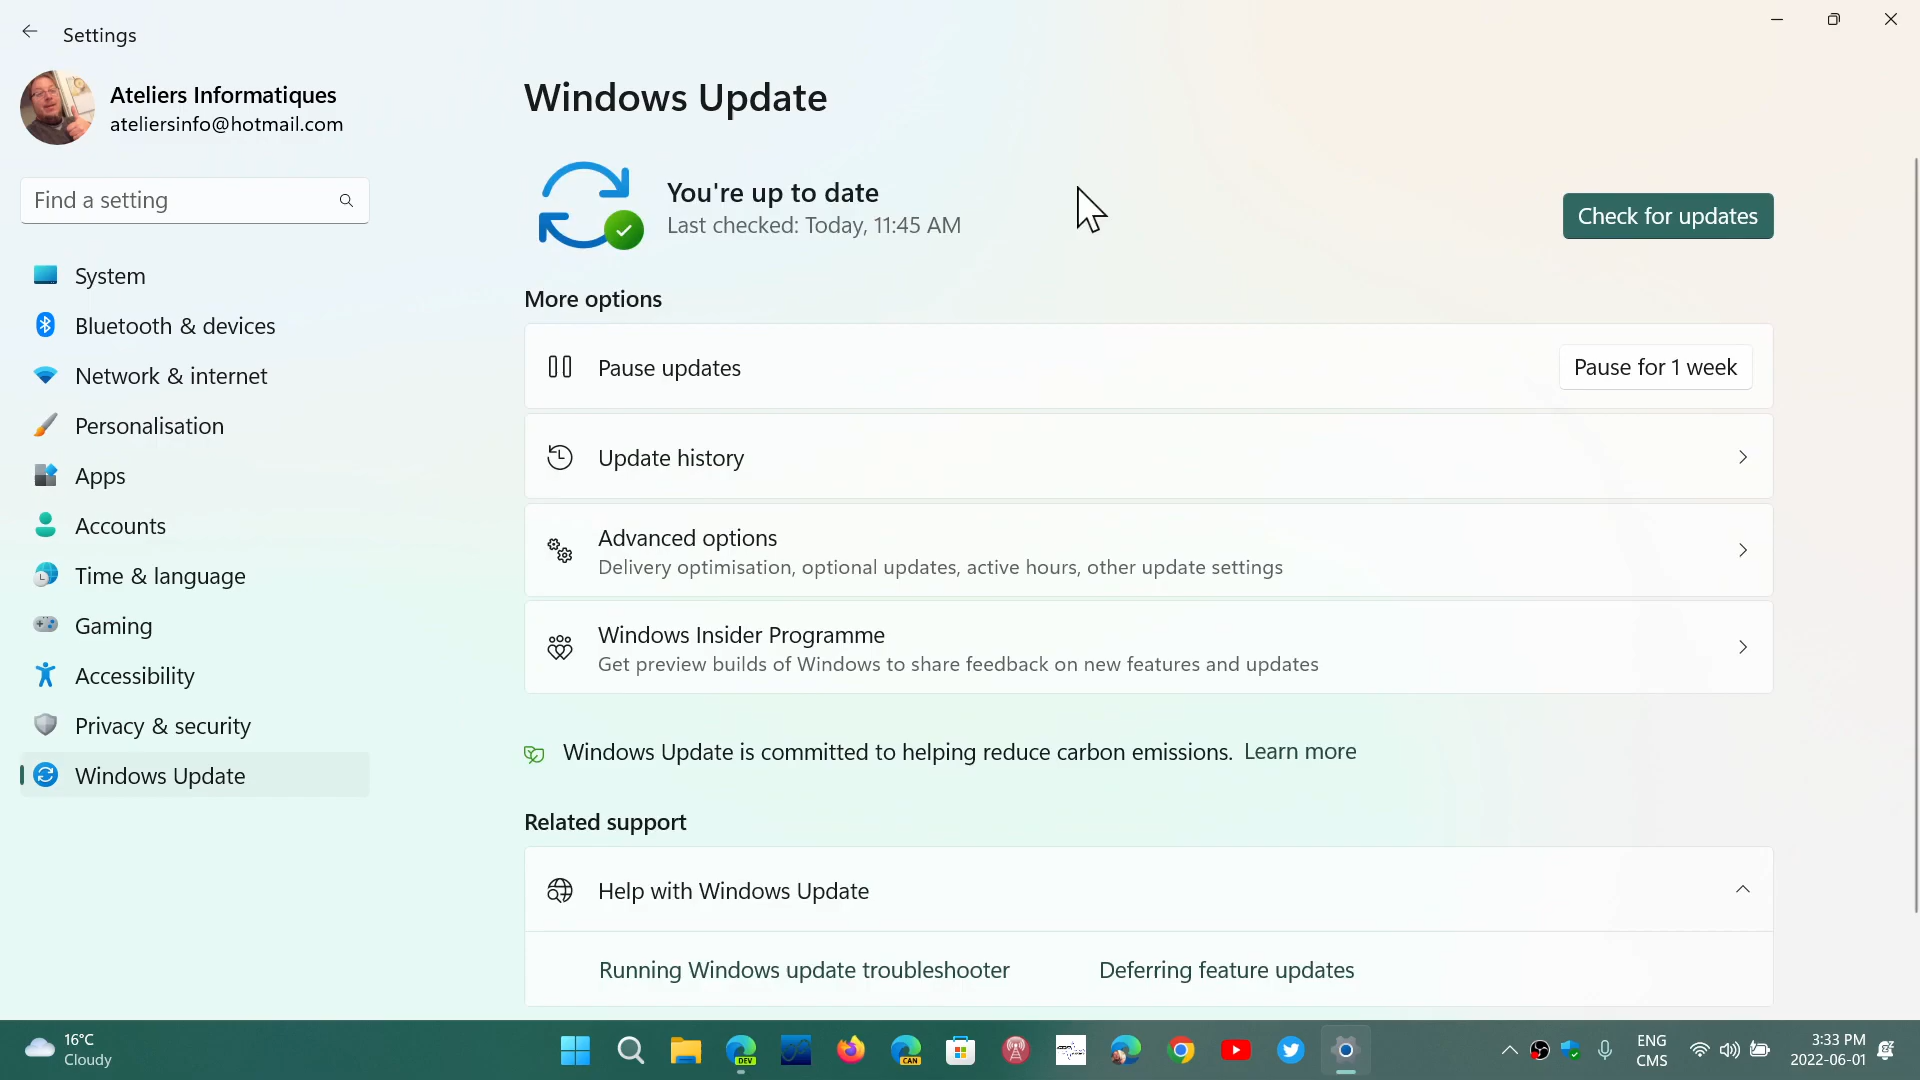 Settings
Ateliers Informatiques
ateliersinfo@hotmail.com
Find a setting
System
Bluetooth & devices
Network & internet
Personalisation
Apps
Accounts
Time & language
Gaming
Accessibility
Privacy & security
Windows Update
Windows Update
You're up to date
Last checked: Today, 11:45 AM
Check for updates
More options
Pause updates
Pause for 1 week
Update history
Advanced options
Delivery optimisation, optional updates, active hours, other update settings
Windows Insider Programme
Get preview builds of Windows to share feedback on new features and updates
Windows Update is committed to helping reduce carbon emissions. Learn more
Related support
Help with Windows Update
Running Windows update troubleshooter
Deferring feature updates
16°C
Cloudy
DEV
CAN
ENG
CMS
3:33 PM
2022-06-01